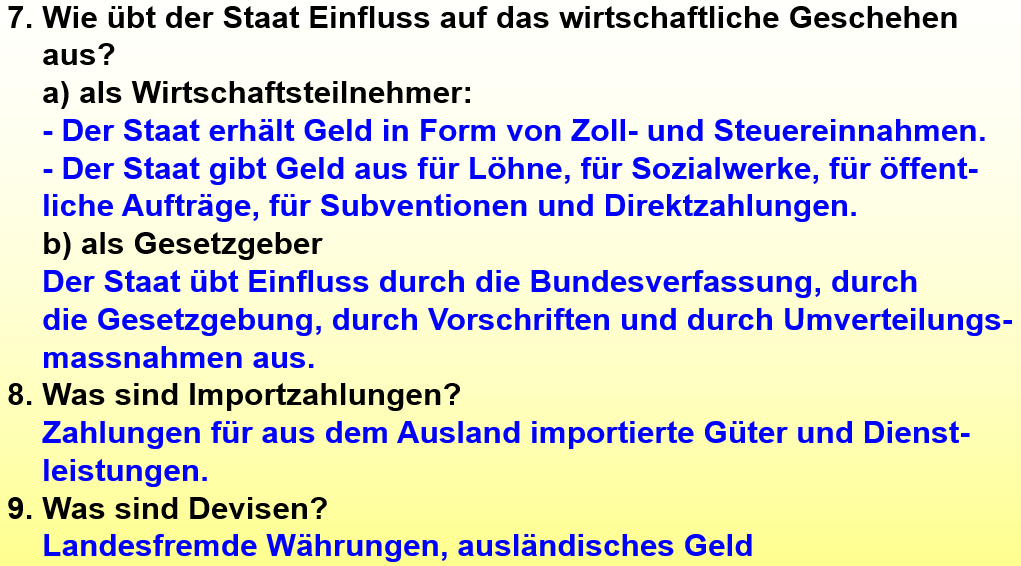 7. Wie übt der Staat Einfluss auf das wirtschaftliche Geschehen
aus?
a) als Wirtschaftsteilnehmer:
- Der Staat erhält Geld in Form von Zoll- und Steuereinnahmen.
- Der Staat gibt Geld aus für Löhne, für Sozialwerke, für öffent-
liche Aufträge, für Subventionen und Direktzahlungen.
b) als Gesetzgeber
Der Staat übt Einfluss durch die Bundesverfassung, durch
die Gesetzgebung, durch Vorschriften und durch Umverteilungs-
massnahmen aus.
8. Was sind Importzahlungen?
Zahlungen für aus dem Ausland importierte Güter und Dienst-
leistungen.
9. Was sind Devisen?
Landesfremde Währungen, ausländisches Geld